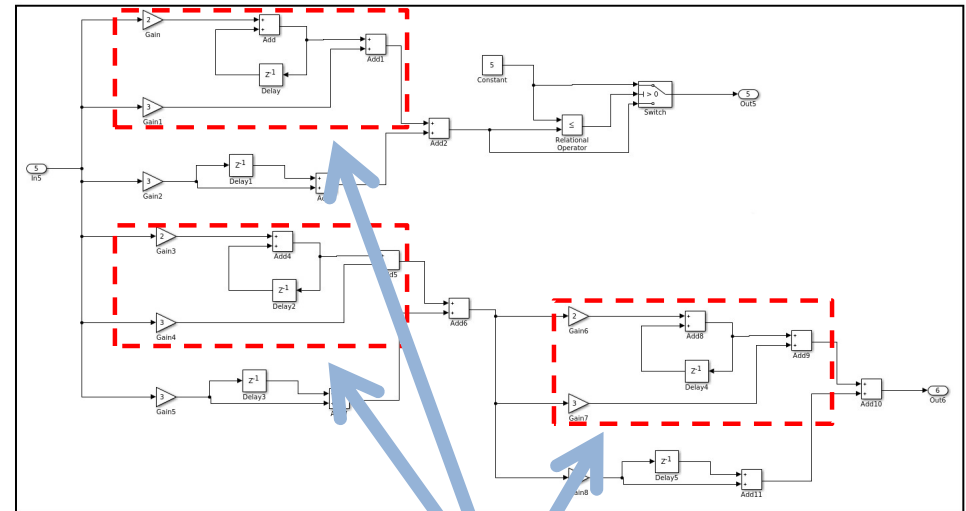 2
Gain
+
+
Add
Z-1
Delay
+
+
Add1
3
Gain1
5
Constant
> 0
Switch
5
Out5
≤
Relational
Operator
+
+
Add2
5
In5
3
Gain2
Z-1
Delay1
+
+
2
Gain3
+
+
Add4
Z-1
Delay2
3
Gain4
+
+
Add6
2
Gain6
+
+
Add8
Z-1
Delay4
+
+
Add9
3
Gain7
3
Gain5
Z-1
Delay3
+
+
Add10
6
Out6
Z-1
Delay5
+
+
Add11